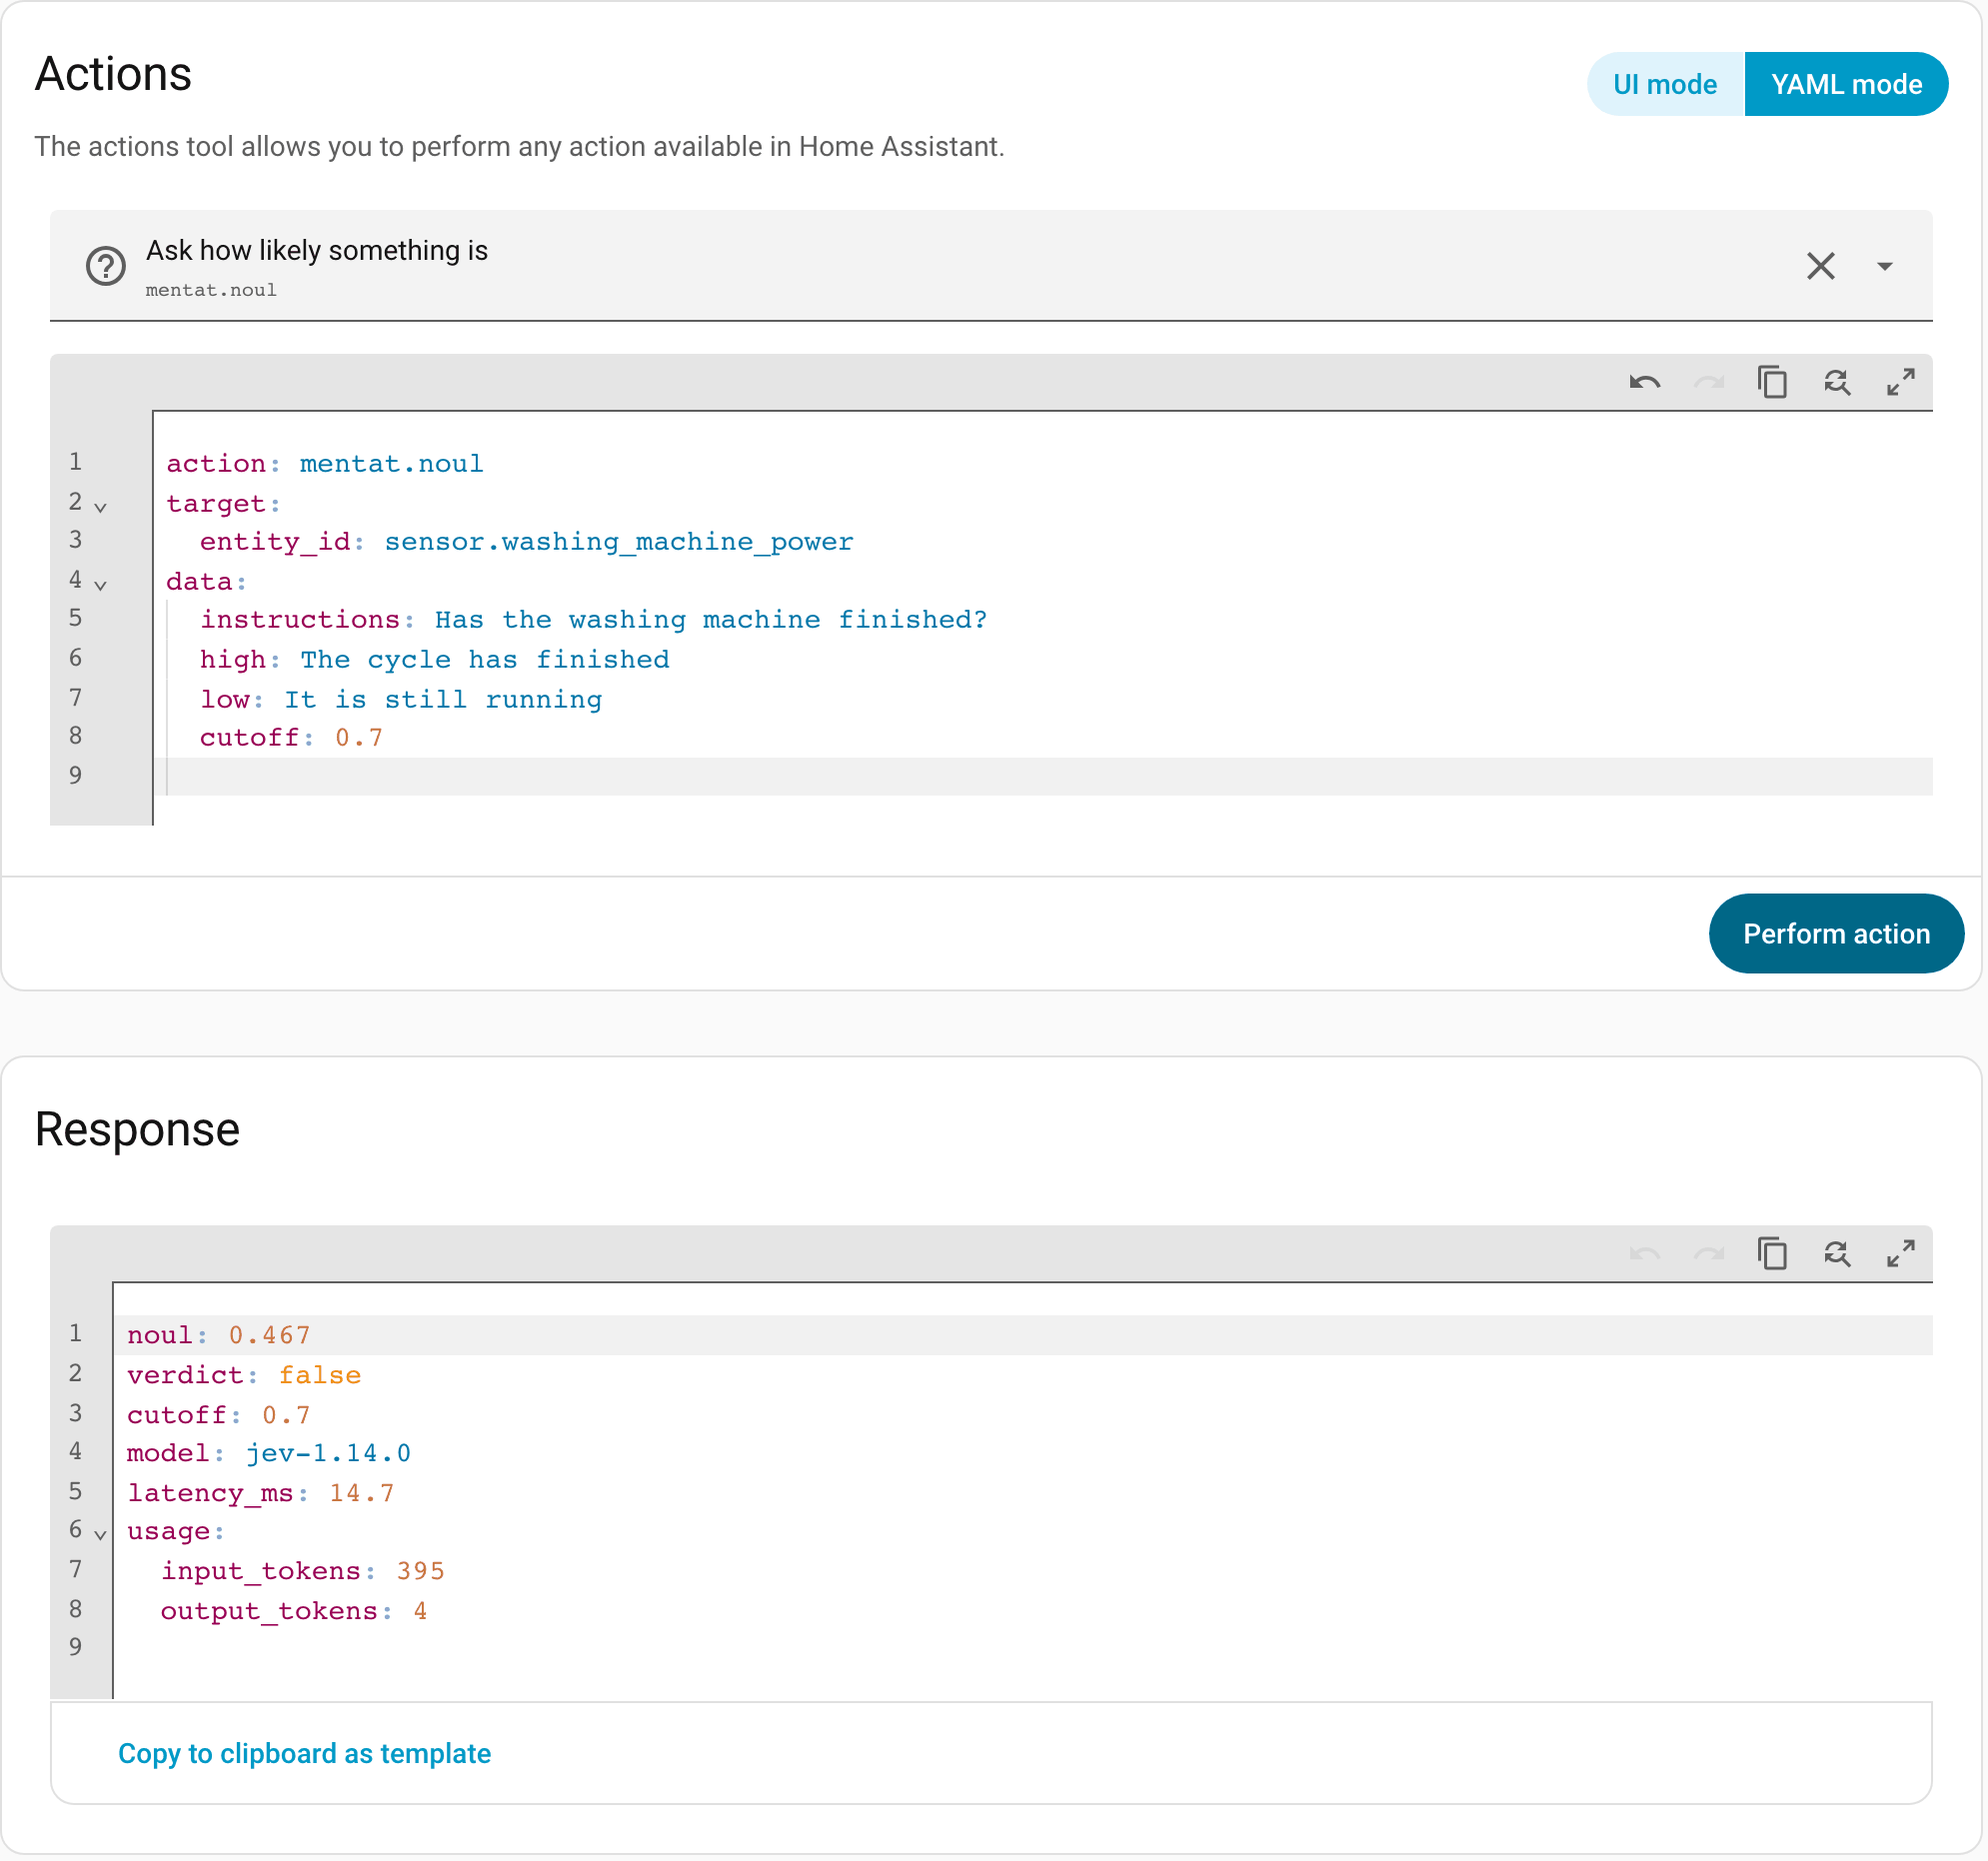 Actions
UI mode
YAML mode
The actions tool allows you to perform any action available in Home Assistant.
Ask how likely something is
mentat.noul
1 action: mentat.noul
2 target:
3 entity_id: sensor.washing_machine_power
4 data:
5 instructions: Has the washing machine finished?
6 high: The cycle has finished
7 low: It is still running
8 cutoff: 0.7
9
Perform action
Response
1 noul: 0.467
2 verdict: false
3 cutoff: 0.7
4 model: jev-1.14.0
5 latency_ms: 14.7
6 usage:
7 input_tokens: 395
8 output_tokens: 4
9
Copy to clipboard as template